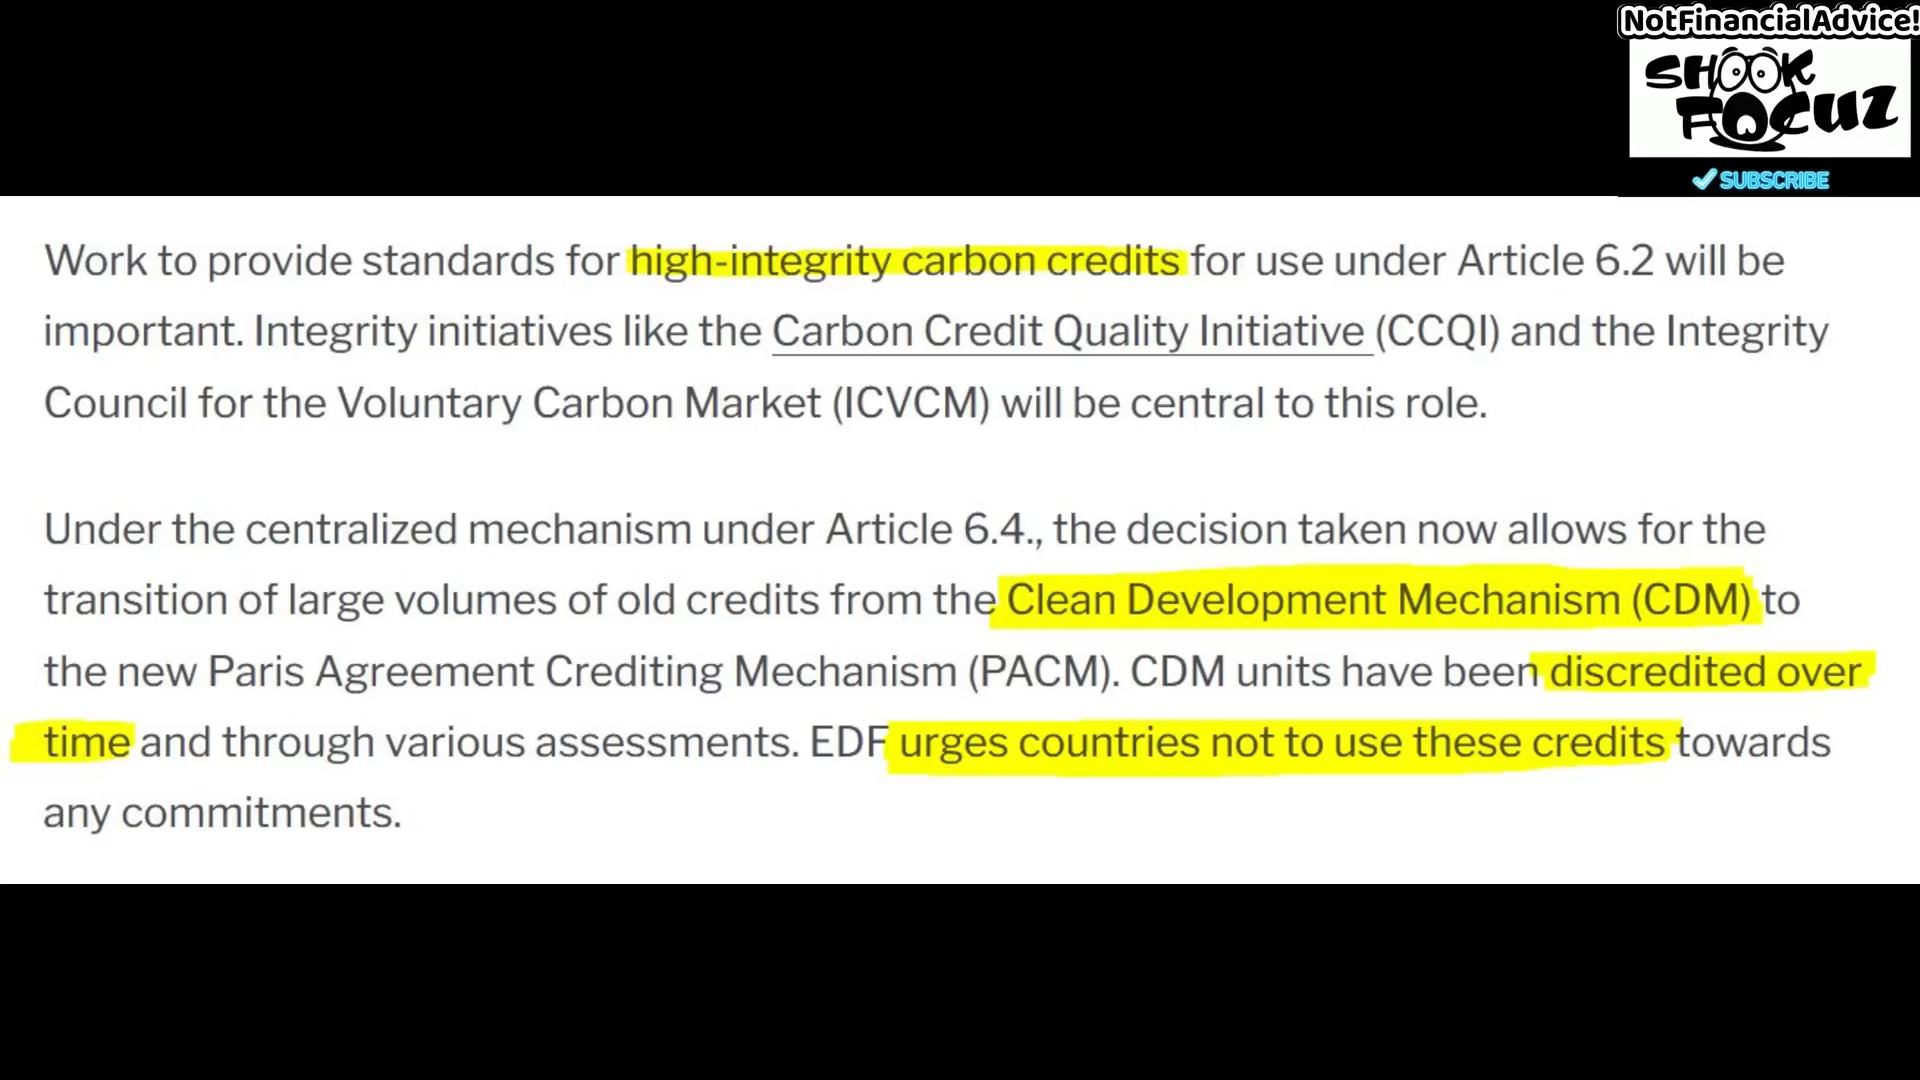 NotFinancialAdvice!
SHOOK
FOCUZ
SUBSCRIBE
Work to provide standards for high-integrity carbon credits for use under Article 6.2 will be
important. Integrity initiatives like the Carbon Credit Quality Initiative (CCQI) and the Integrity
Council for the Voluntary Carbon Market (ICVCM) will be central to this role.
Under the centralized mechanism under Article 6.4., the decision taken now allows for the
transition of large volumes of old credits from the Clean Development Mechanism (CDM) to
the new Paris Agreement Crediting Mechanism (PACM). CDM units have been discredited over
time and through various assessments. EDF urges countries not to use these credits towards
any commitments.